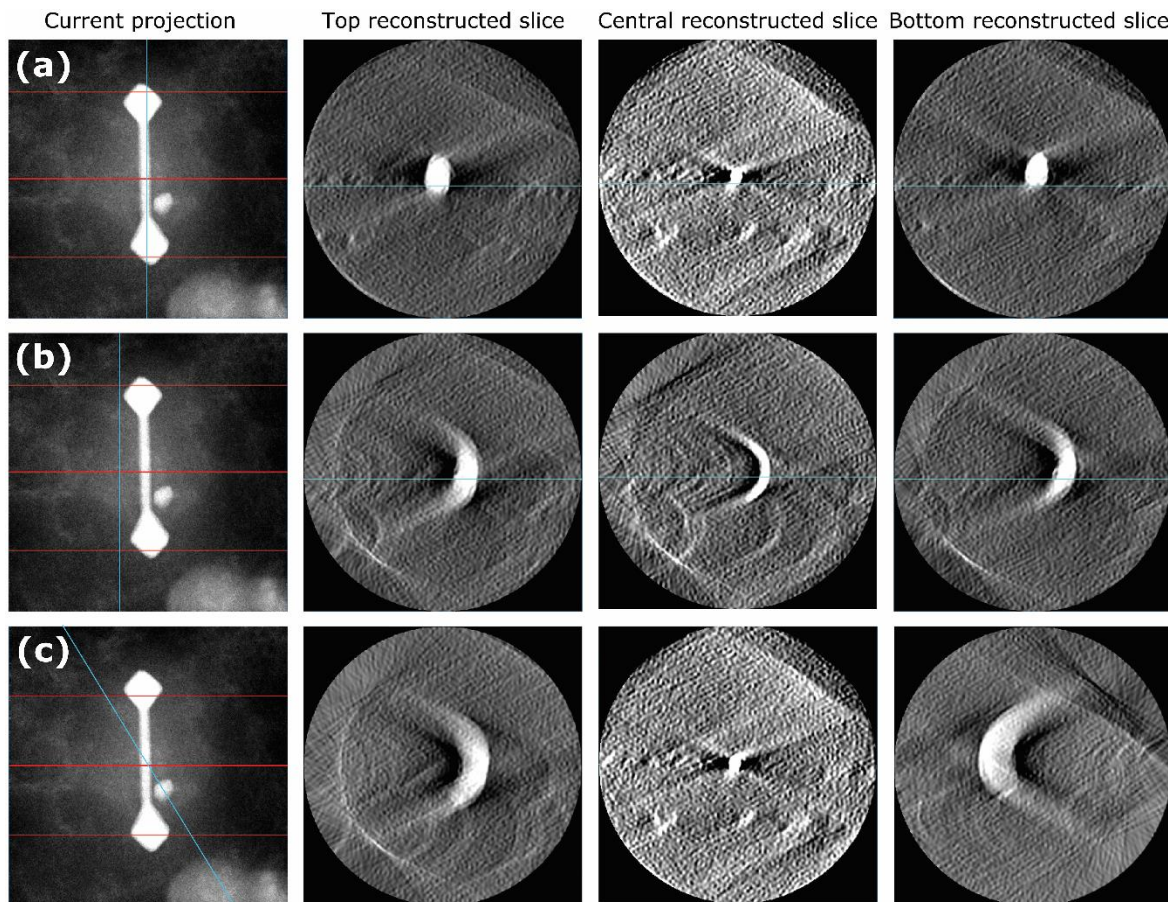 Current projection
Top reconstructed slice
Central reconstructed slice
Bottom reconstructed slice
(a)
(b)
(c)